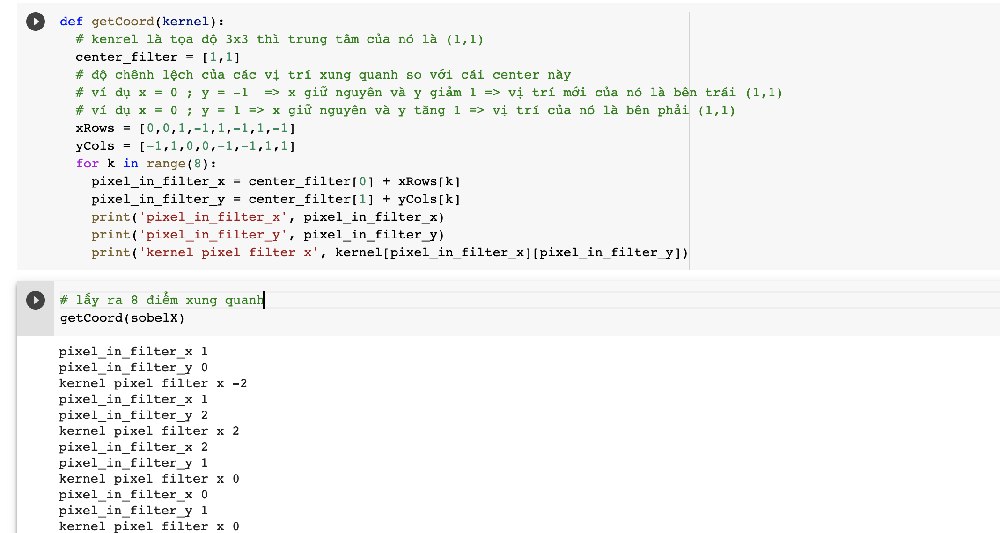 def getCoord(kernel):
# kenrel là tọa độ 3x3 thì trung tâm của nó là (1,1)
center_filter = [1,1]
# độ chênh lệch của các vị trí xung quanh so với cái center này
# ví dụ x = 0 ; y = -1  => x giữ nguyên và y giảm 1 => vị trí mới của nó là bên trái (1,1)
# ví dụ x = 0 ; y = 1 => x giữ nguyên và y tăng 1 => vị trí của nó là bên phải (1,1)
xRows = [0,0,1,-1,1,-1,1,-1]
yCols = [-1,1,0,0,-1,-1,1,1]
for k in range(8):
pixel_in_filter_x = center_filter[0] + xRows[k]
pixel_in_filter_y = center_filter[1] + yCols[k]
print('pixel_in_filter_x', pixel_in_filter_x)
print('pixel_in_filter_y', pixel_in_filter_y)
print('kernel pixel filter x', kernel[pixel_in_filter_x][pixel_in_filter_y])
# lấy ra 8 điểm xung quanh
getCoord(sobelX)
pixel_in_filter_x 1
pixel_in_filter_y 0
kernel pixel filter x -2
pixel_in_filter_x 1
pixel_in_filter_y 2
kernel pixel filter x 2
pixel_in_filter_x 2
pixel_in_filter_y 1
kernel pixel filter x 0
pixel_in_filter_x 0
pixel_in_filter_y 1
kernel pixel filter x 0